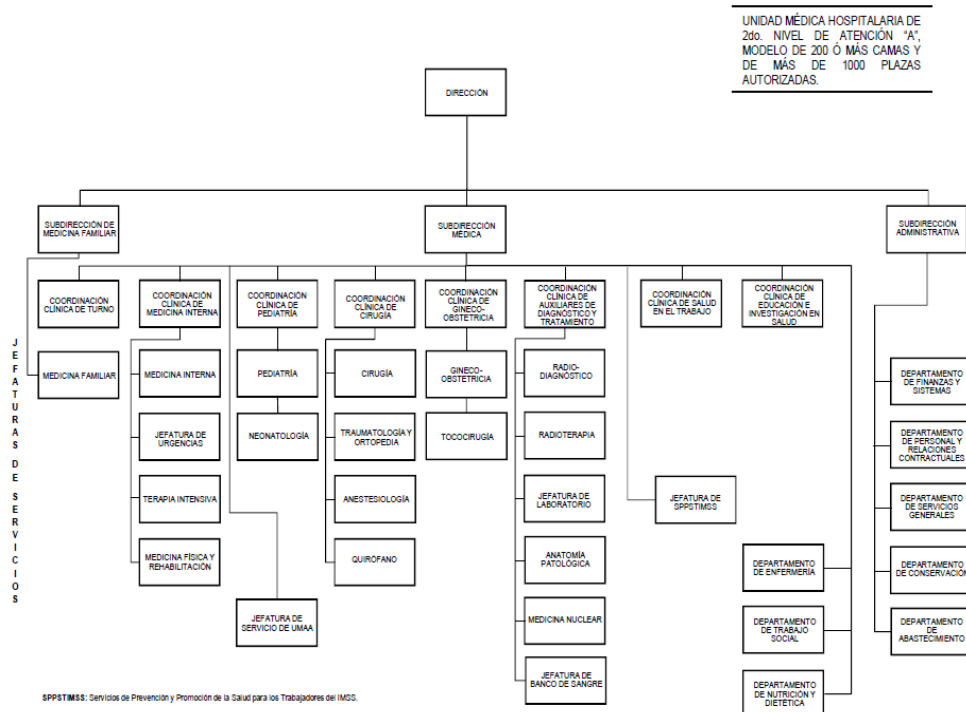 UNIDAD MÉDICA HOSPITALARIA DE
2do. NIVEL DE ATENCIÓN "A",
MODELO DE 200 Ó MÁS CAMAS Y
DE MÁS DE 1000 PLAZAS
AUTORIZADAS.
DIRECCIÓN
SUBDIRECCIÓN DE
MEDICINA FAMILIAR
SUBDIRECCIÓN
MÉDICA
SUBDIRECCIÓN
ADMINISTRATIVA
COORDINACIÓN
CLÍNICA DE TURNO
COORDINACIÓN
CLÍNICA DE
MEDICINA INTERNA
COORDINACIÓN
CLÍNICA DE
PEDIATRÍA
COORDINACIÓN
CLÍNICA DE
CIRUGÍA
COORDINACIÓN
CLÍNICA DE
GINECO-
OBSTETRICIA
COORDINACIÓN
CLÍNICA DE
AUXILIARES DE
DIAGNÓSTICO Y
TRATAMIENTO
COORDINACIÓN
CLÍNICA DE SALUD
EN EL TRABAJO
COORDINACIÓN
CLÍNICA DE
EDUCACIÓN E
INVESTIGACIÓN EN
SALUD
JEFATURAS DE SERVICIOS
MEDICINA FAMILIAR
MEDICINA INTERNA
PEDIATRÍA
CIRUGÍA
GINECO-
OBSTETRICIA
RADIO-
DIAGNÓSTICO
DEPARTAMENTO
DE FINANZAS Y
SISTEMAS
JEFATURA DE
URGENCIAS
NEONATOLOGÍA
TRAUMATOLOGÍA Y
ORTOPEDIA
TOCOCIRUGÍA
RADIOTERAPIA
DEPARTAMENTO
DE PERSONAL Y
RELACIONES
CONTRACTUALES
TERAPIA INTENSIVA
ANESTESIOLOGÍA
JEFATURA DE
LABORATORIO
JEFATURA DE
SPPSTIMSS
DEPARTAMENTO
DE SERVICIOS
GENERALES
MEDICINA FÍSICA Y
REHABILITACIÓN
QUIRÓFANO
ANATOMÍA
PATOLÓGICA
DEPARTAMENTO
DE ENFERMERÍA
DEPARTAMENTO
DE CONSERVACIÓN
JEFATURA DE
SERVICIO DE UMAA
MEDICINA NUCLEAR
DEPARTAMENTO
DE TRABAJO
SOCIAL
DEPARTAMENTO
DE
ABASTECIMIENTO
JEFATURA DE
BANCO DE SANGRE
DEPARTAMENTO
DE NUTRICIÓN Y
DIETÉTICA
SPPSTIMSS: Servicios de Prevención y Promoción de la Salud para los Trabajadores del IMSS.